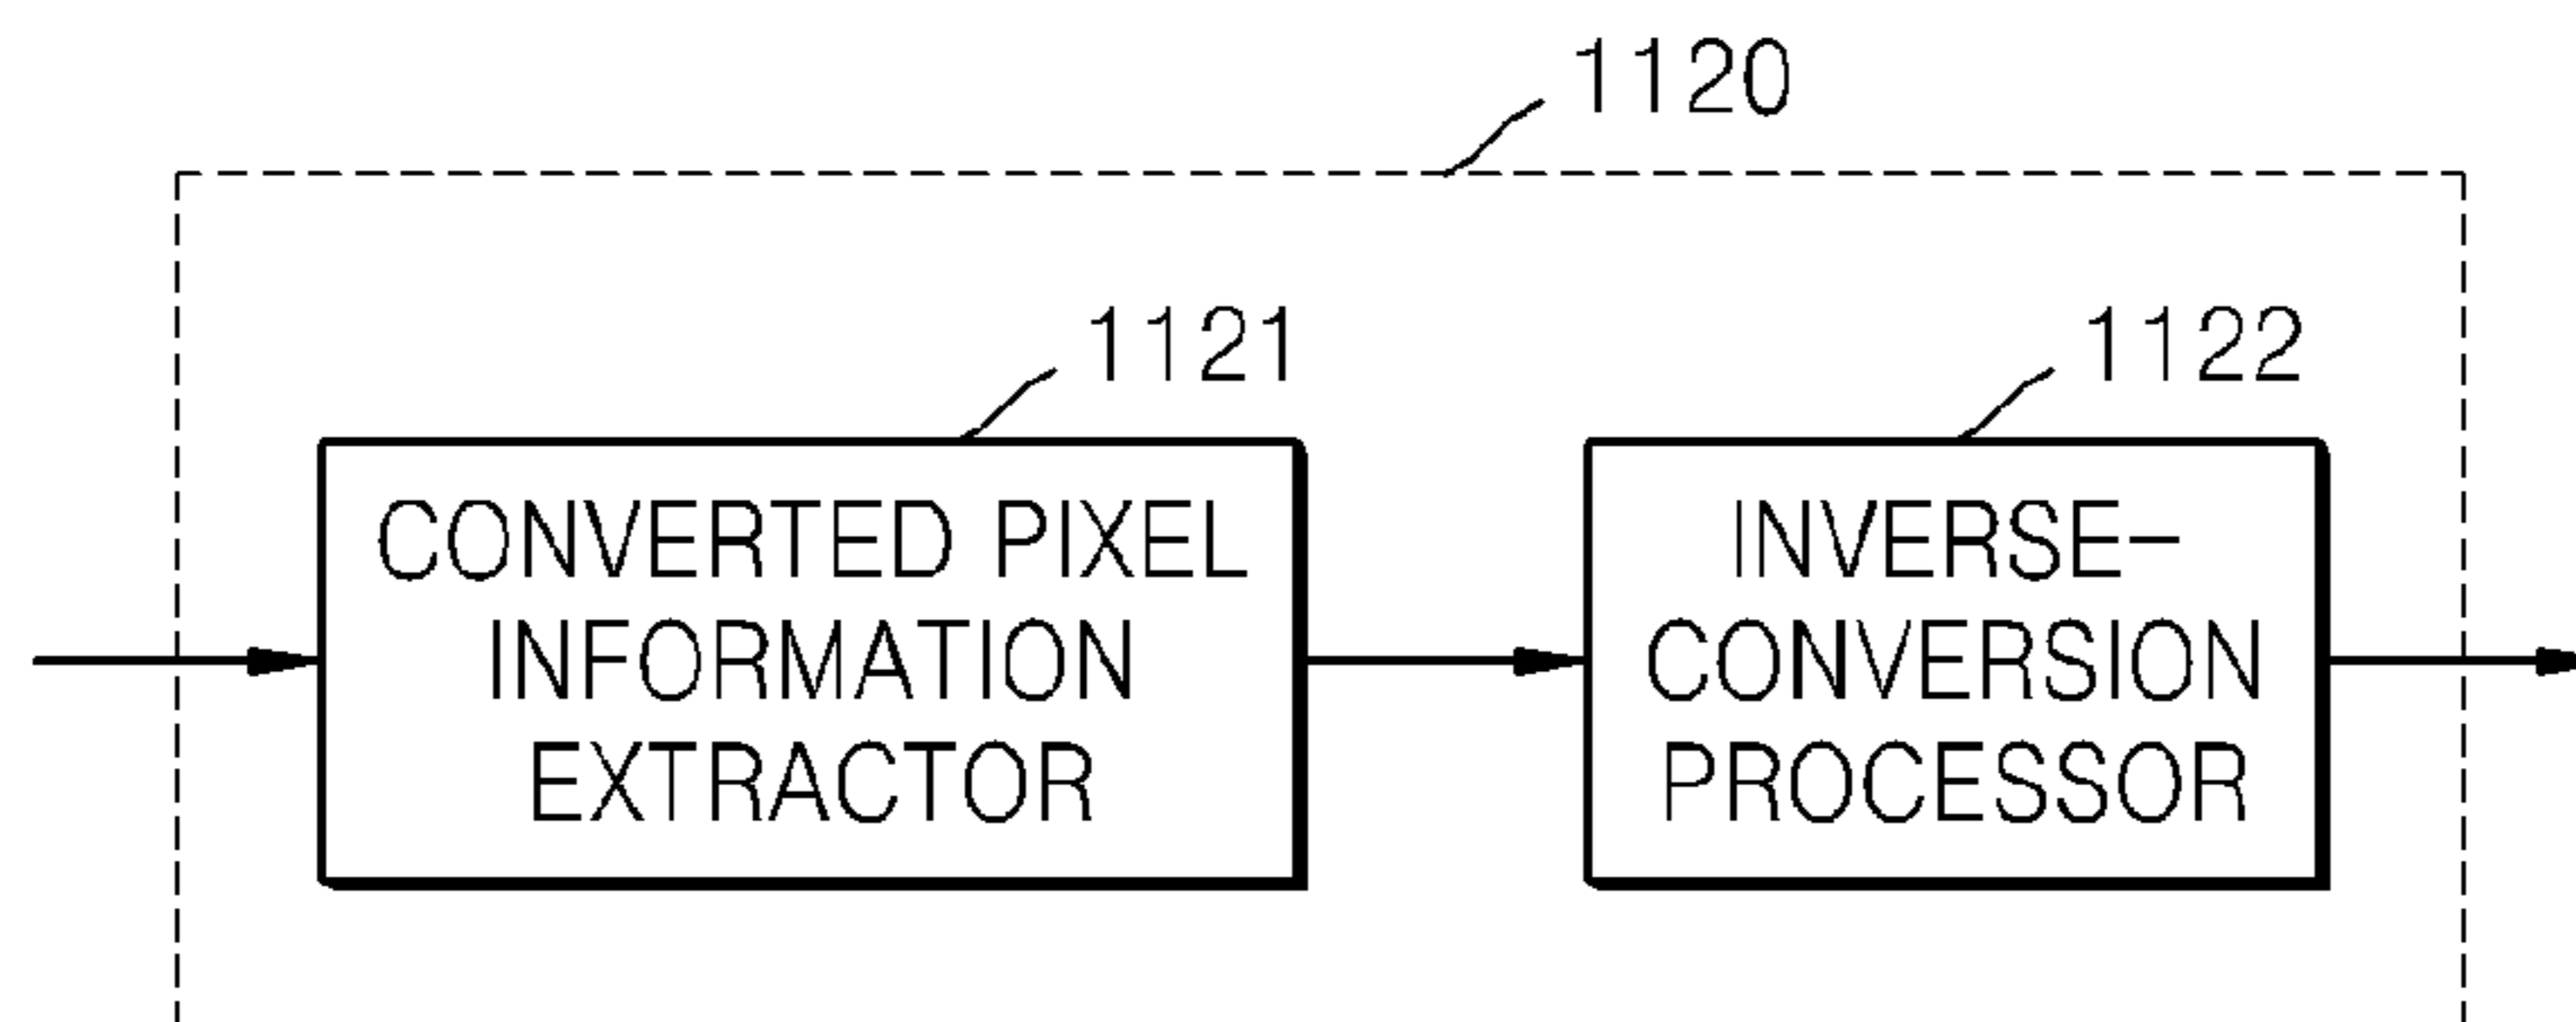 1120
1121
1122
CONVERTED PIXEL
INFORMATION
EXTRACTOR
INVERSE-
CONVERSION
PROCESSOR